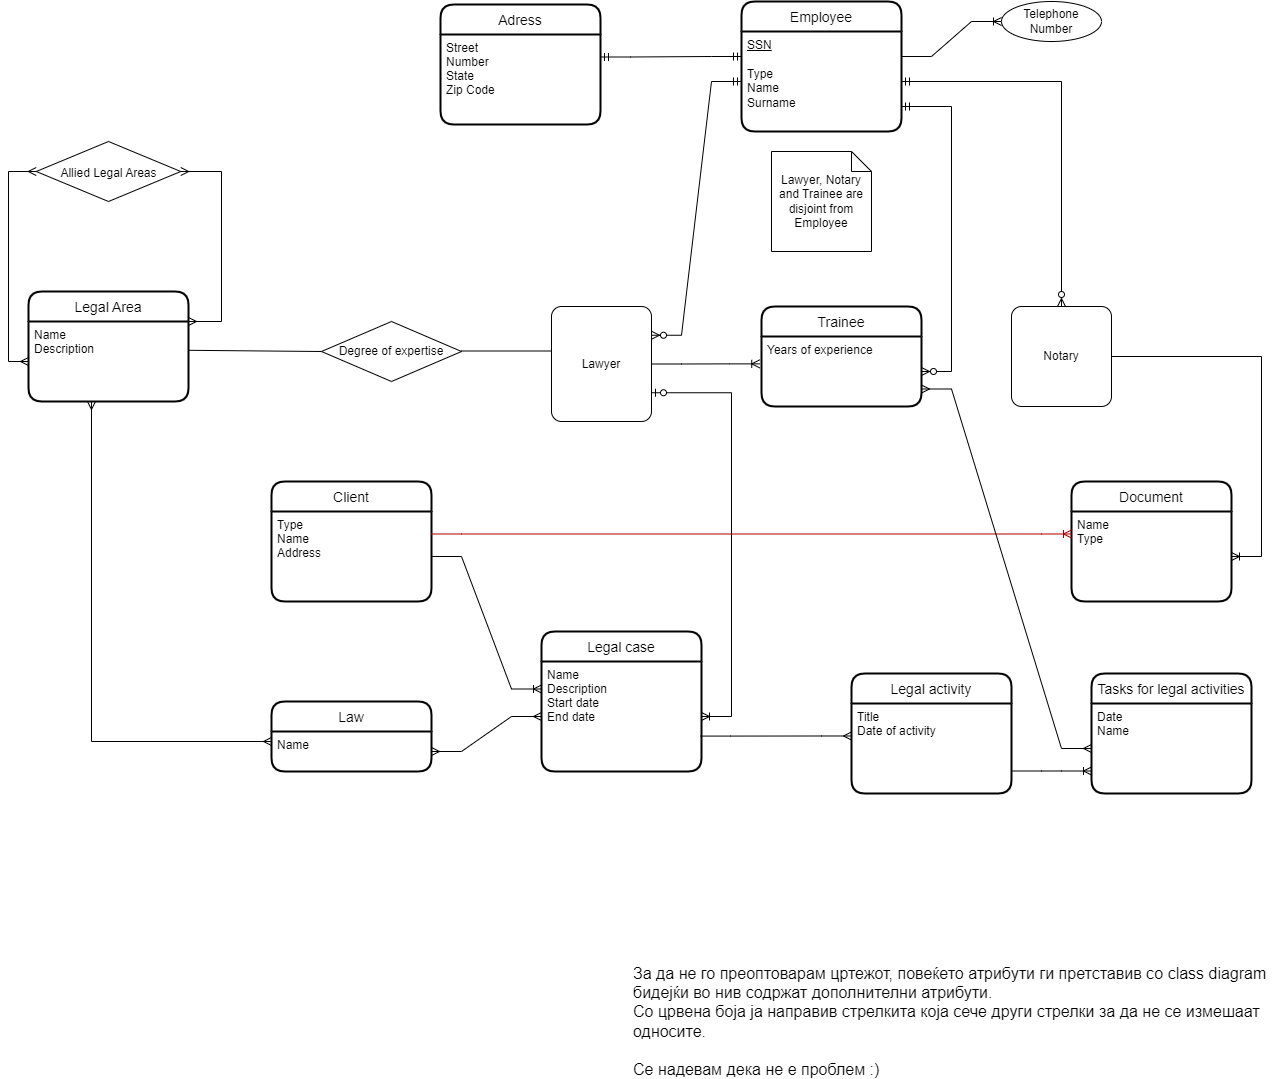 Adress
Street
Number
State
Zip Code
Employee
SSN
Type
Name
Surname
Telephone
Number
Lawyer, Notary
and Trainee are
disjoint from
Employee
Allied Legal Areas
Legal Area
Name
Description
Degree of expertise
Lawyer
Trainee
Years of experience
Notary
Client
Type
Name
Address
Document
Name
Type
Legal case
Name
Description
Start date
End date
Law
Name
Legal activity
Title
Date of activity
Tasks for legal activities
Date
Name
За да не го преоптоварам цртежот, повеќето атрибути ги претставив со class diagram
бидејќи во нив содржат дополнителни атрибути.
Со црвена боја ја направив стрелкита која сече други стрелки за да не се измешаат
односите.
Се надевам дека не е проблем :)